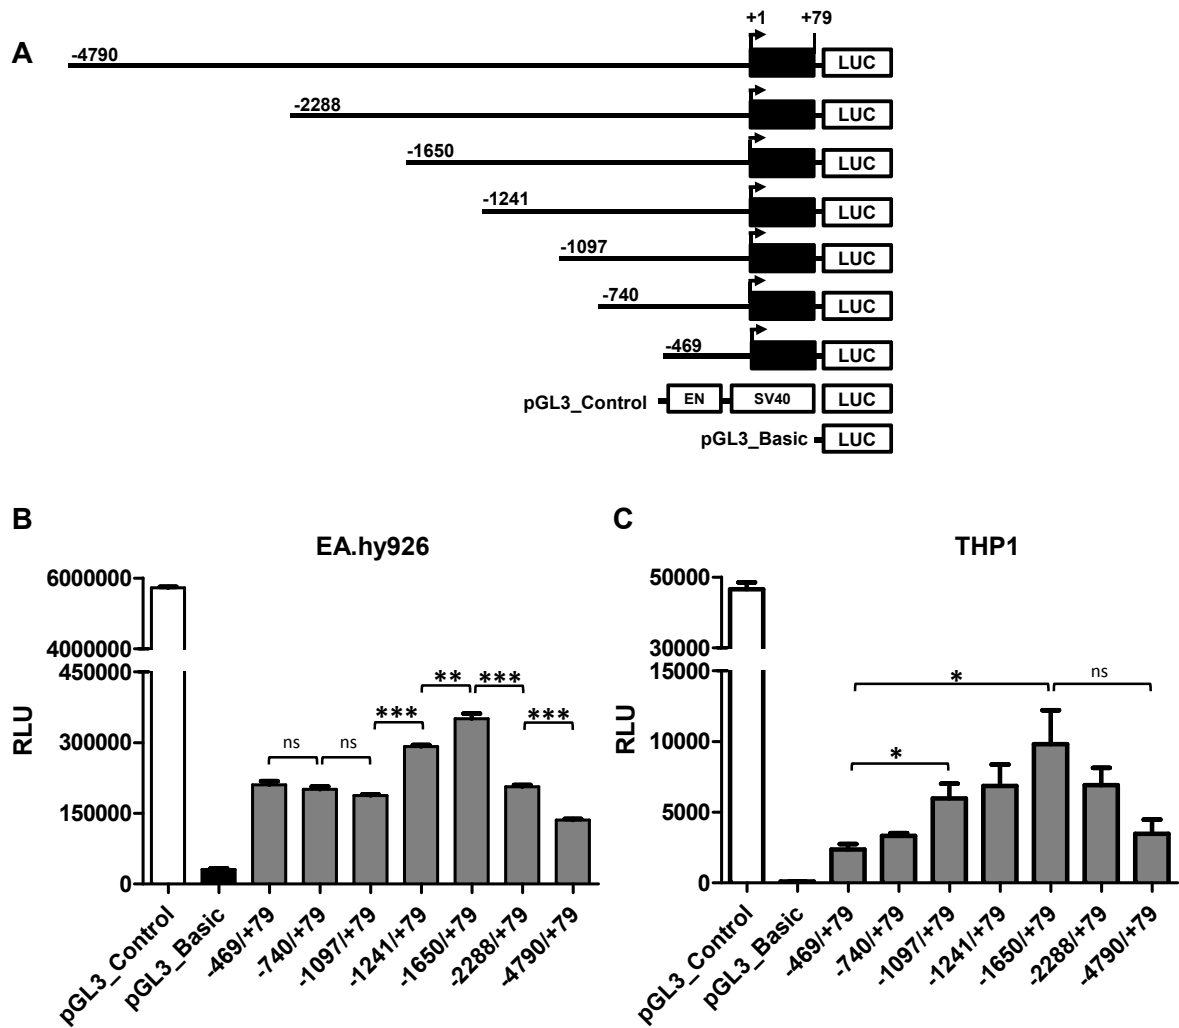 A
+1 +79
-4790 LUC
-2288 LUC
-1650 LUC
-1241 LUC
-1097 LUC
-740 LUC
-469 LUC
pGL3_Control EN SV40 LUC
pGL3_Basic LUC
B
EA.hy926
RLU
6000000
4000000
450000
300000
150000
0
ns
ns
***
**
***
***
pGL3_Control
pGL3_Basic
-469/+79
-740/+79
-1097/+79
-1241/+79
-1650/+79
-2288/+79
-4790/+79
C
THP1
RLU
50000
30000
15000
10000
5000
0
*
*
ns
pGL3_Control
pGL3_Basic
-469/+79
-740/+79
-1097/+79
-1241/+79
-1650/+79
-2288/+79
-4790/+79